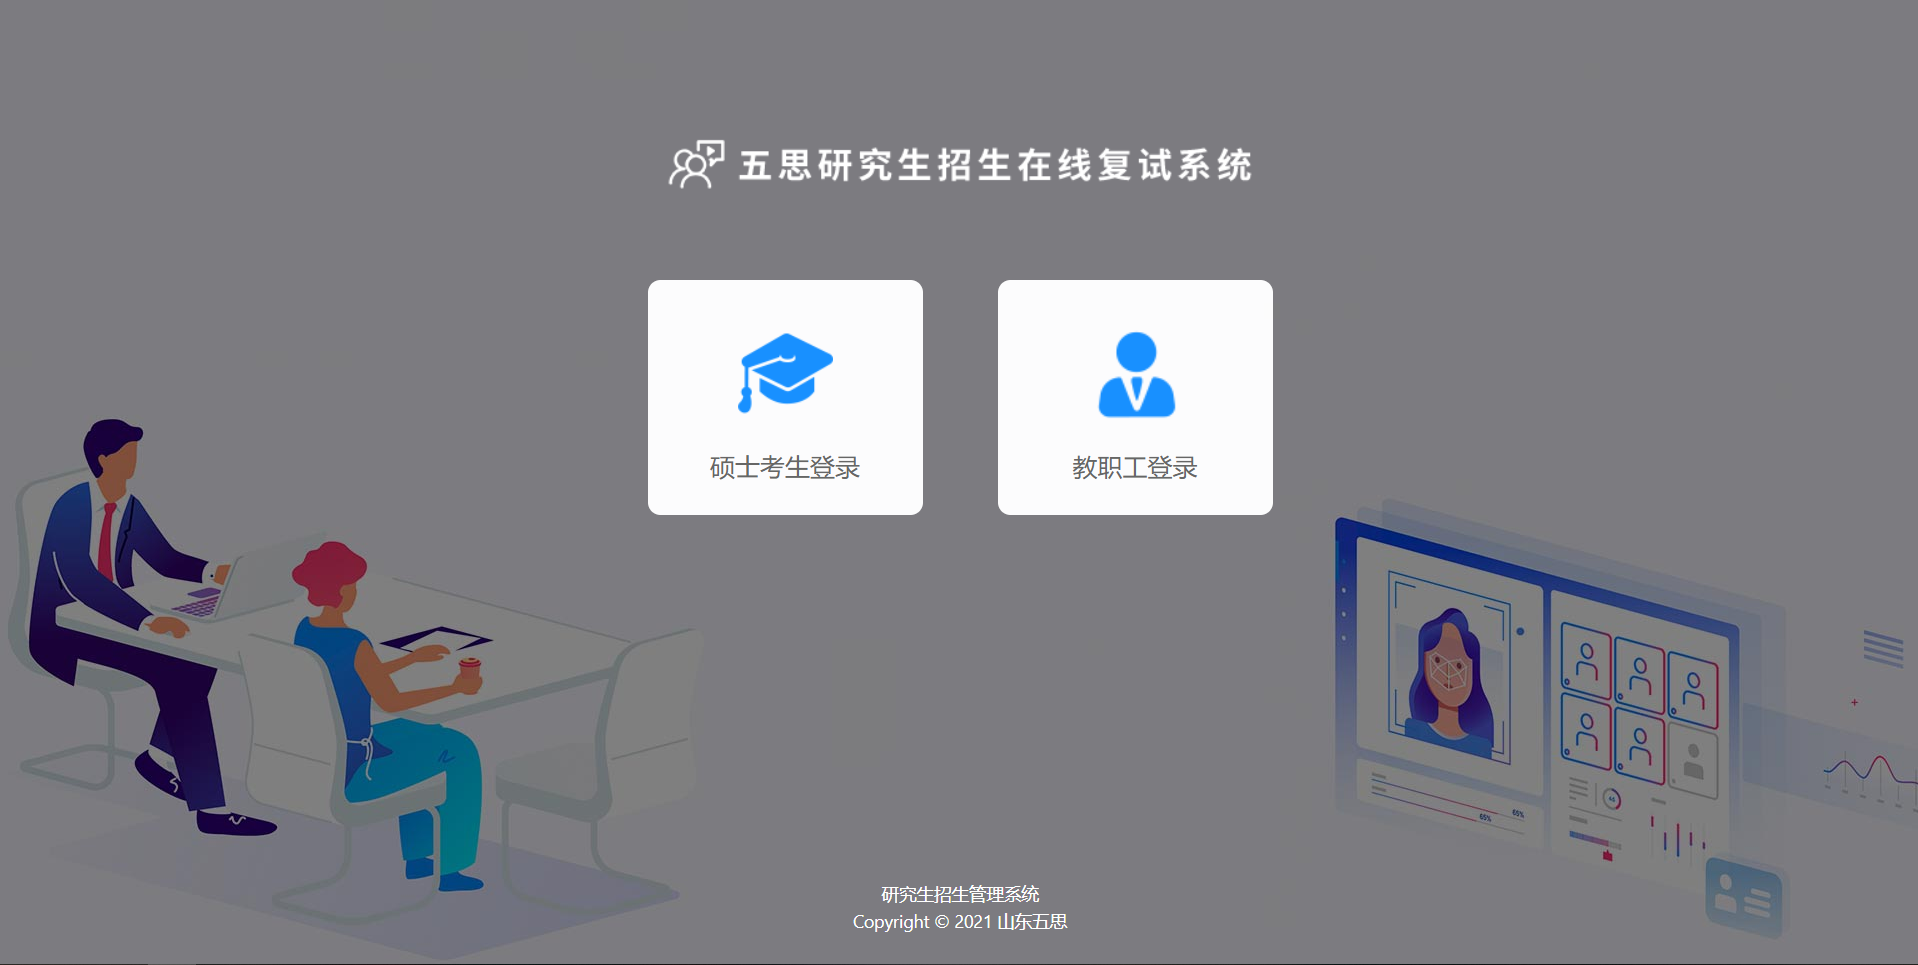 五思研究生招生在线复试系统
硕士考生登录
教职工登录
65%
65%
研究生招生管理系统
Copyright © 2021 山东五思